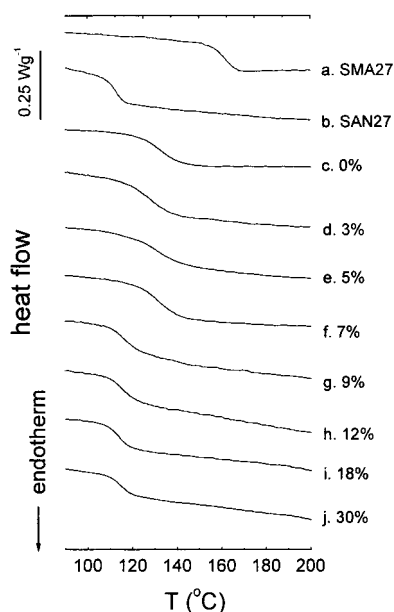 0.25 Wg⁻¹
a. SMA27
b. SAN27
c. 0%
d. 3%
e. 5%
f. 7%
g. 9%
h. 12%
i. 18%
j. 30%
heat flow
endotherm
100 120 140 160 180 200
T (°C)